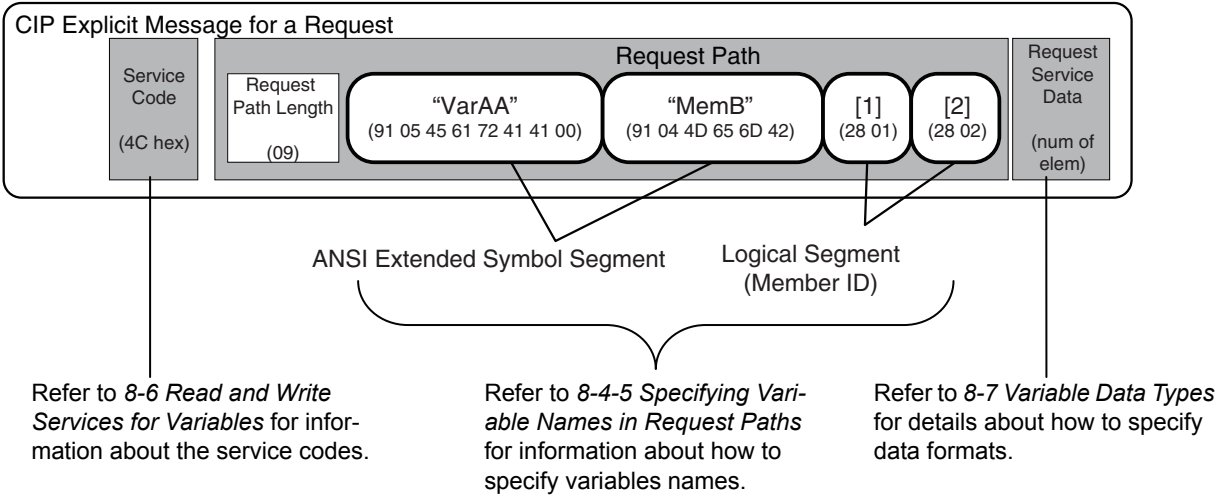 CIP Explicit Message for a Request
Service
Code
(4C hex)
Request Path
Request
Path Length
(09)
“VarAA”
(91 05 45 61 72 41 41 00)
“MemB”
(91 04 4D 65 6D 42)
[1]
(28 01)
[2]
(28 02)
Request
Service
Data
(num of
elem)
ANSI Extended Symbol Segment
Logical Segment
(Member ID)
Refer to 8-6 Read and Write
Services for Variables for infor-
mation about the service codes.
Refer to 8-4-5 Specifying Vari-
able Names in Request Paths
for information about how to
specify variables names.
Refer to 8-7 Variable Data Types
for details about how to specify
data formats.